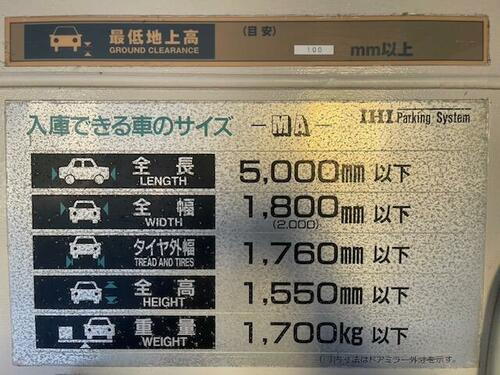 最低地上高 (目安) 100 mm以上
GROUND CLEARANCE
入庫できる車のサイズ -MA- IHI Parking System
全長 5,000mm 以下
LENGTH
全幅 1,800mm 以下
WIDTH (2.000)
タイヤ外幅 1,760mm 以下
TREAD AND TIRES
全高 1,550mm 以下
HEIGHT
重量 1,700kg 以下
WEIGHT
( )内寸法はドアミラー外分を示す。